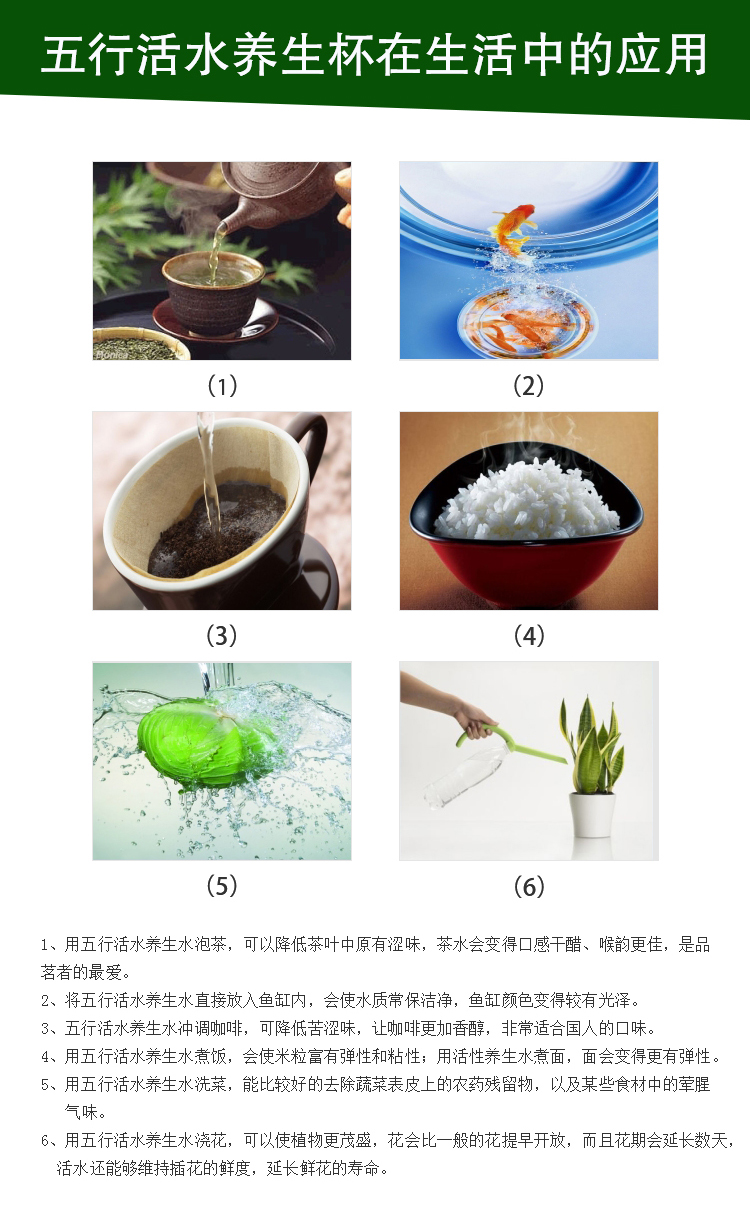 五行活水养生杯在生活中的应用
Monica
（1）
（2）
（3）
（4）
（5）
（6）
1、用五行活水养生水泡茶，可以降低茶叶中原有涩味，茶水会变得口感干醋、喉韵更佳，是品
茗者的最爱。
2、将五行活水养生水直接放入鱼缸内，会使水质常保洁净，鱼缸颜色变得较有光泽。
3、五行活水养生水冲调咖啡，可降低苦涩味，让咖啡更加香醇，非常适合国人的口味。
4、用五行活水养生水煮饭，会使米粒富有弹性和粘性；用活性养生水煮面，面会变得更有弹性。
5、用五行活水养生水洗菜，能比较好的去除蔬菜表皮上的农药残留物，以及某些食材中的荤腥
气味。
6、用五行活水养生水浇花，可以使植物更茂盛，花会比一般的花提早开放，而且花期会延长数天，
活水还能够维持插花的鲜度，延长鲜花的寿命。